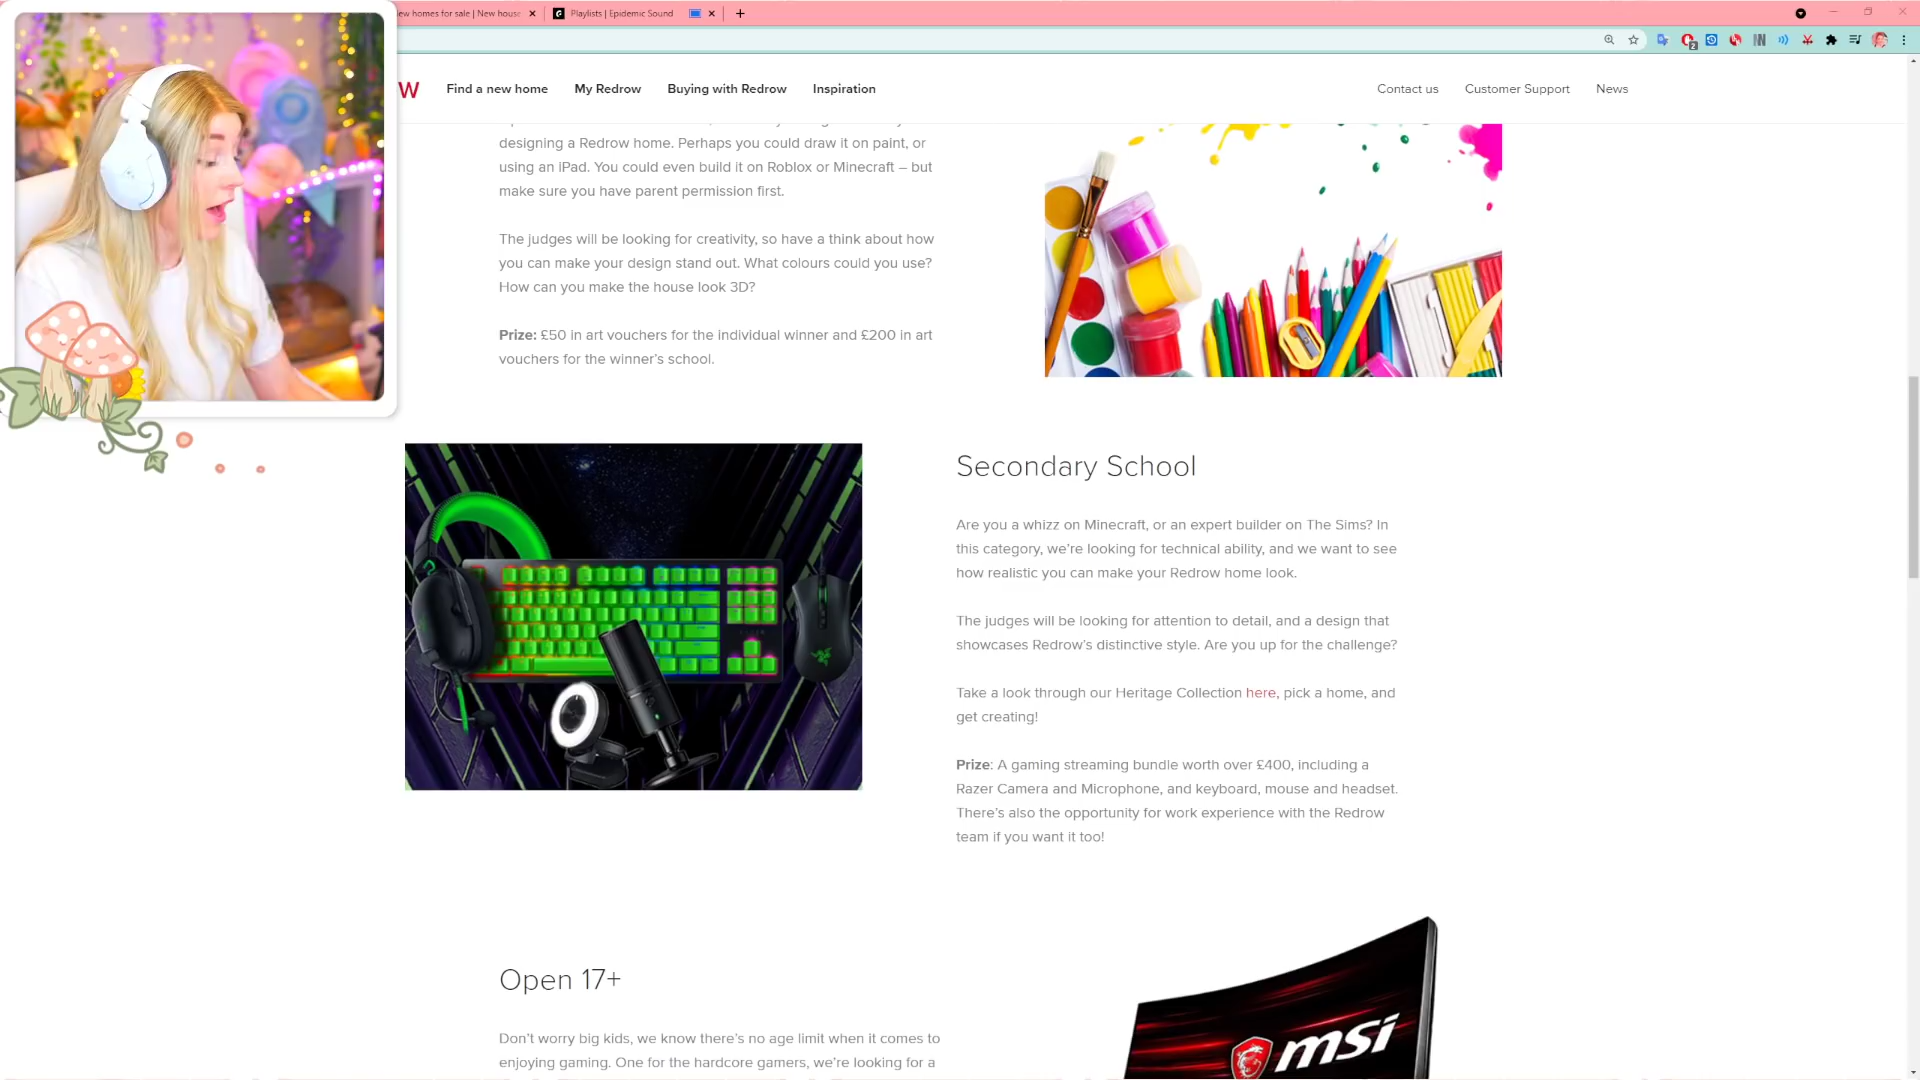 ew homes for sale | New house
Playlists | Epidemic Sound
2
W
Find a new home
My Redrow
Buying with Redrow
Inspiration
Contact us
Customer Support
News
designing a Redrow home. Perhaps you could draw it on paint, or
using an iPad. You could even build it on Roblox or Minecraft – but
make sure you have parent permission first.
The judges will be looking for creativity, so have a think about how
you can make your design stand out. What colours could you use?
How can you make the house look 3D?
Prize: £50 in art vouchers for the individual winner and £200 in art
vouchers for the winner's school.
Secondary School
Are you a whizz on Minecraft, or an expert builder on The Sims? In
this category, we're looking for technical ability, and we want to see
how realistic you can make your Redrow home look.
The judges will be looking for attention to detail, and a design that
showcases Redrow's distinctive style. Are you up for the challenge?
Take a look through our Heritage Collection here, pick a home, and
get creating!
Prize: A gaming streaming bundle worth over £400, including a
Razer Camera and Microphone, and keyboard, mouse and headset.
There's also the opportunity for work experience with the Redrow
team if you want it too!
Open 17+
Don't worry big kids, we know there's no age limit when it comes to
enjoying gaming. One for the hardcore gamers, we're looking for a
msi